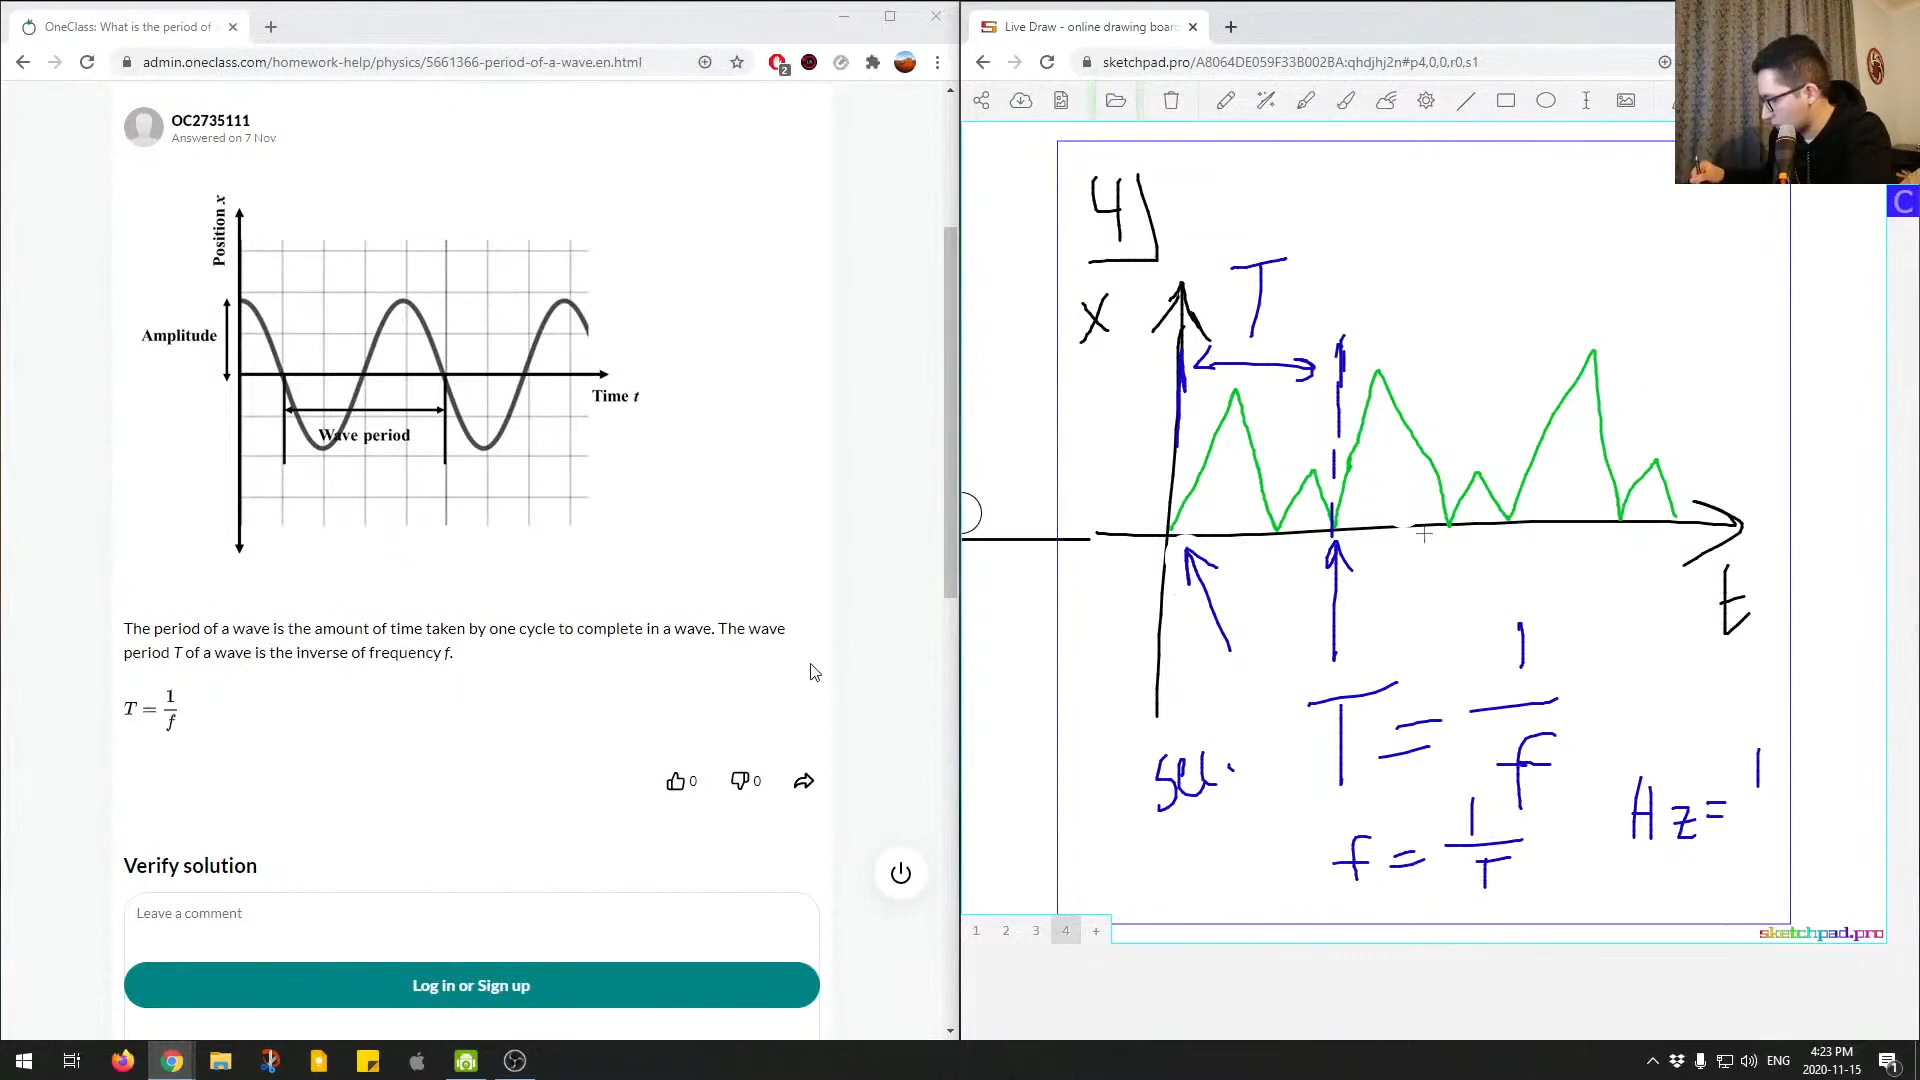 OneClass: What is the period of
Live Draw - online drawing board
admin.oneclass.com/homework-help/physics/5661366-period-of-a-wave.en.html
2
sketchpad.pro/A8064DE059F33B002BA:qhdjhj2n#p4,0,0,r0,s1
OC2735111
Answered on 7 Nov
Position x
Amplitude
Time t
Wave period
The period of a wave is the amount of time taken by one cycle to complete in a wave. The wave
period T of a wave is the inverse of frequency f.
T = 1/f
0
0
Verify solution
Leave a comment
Log in or Sign up
C
4
T
x
t
T = 1/f
f = 1/T
Hz = 1
1 2 3 4 +
sketchpad.pro
ENG
4:23 PM
2020-11-15
1